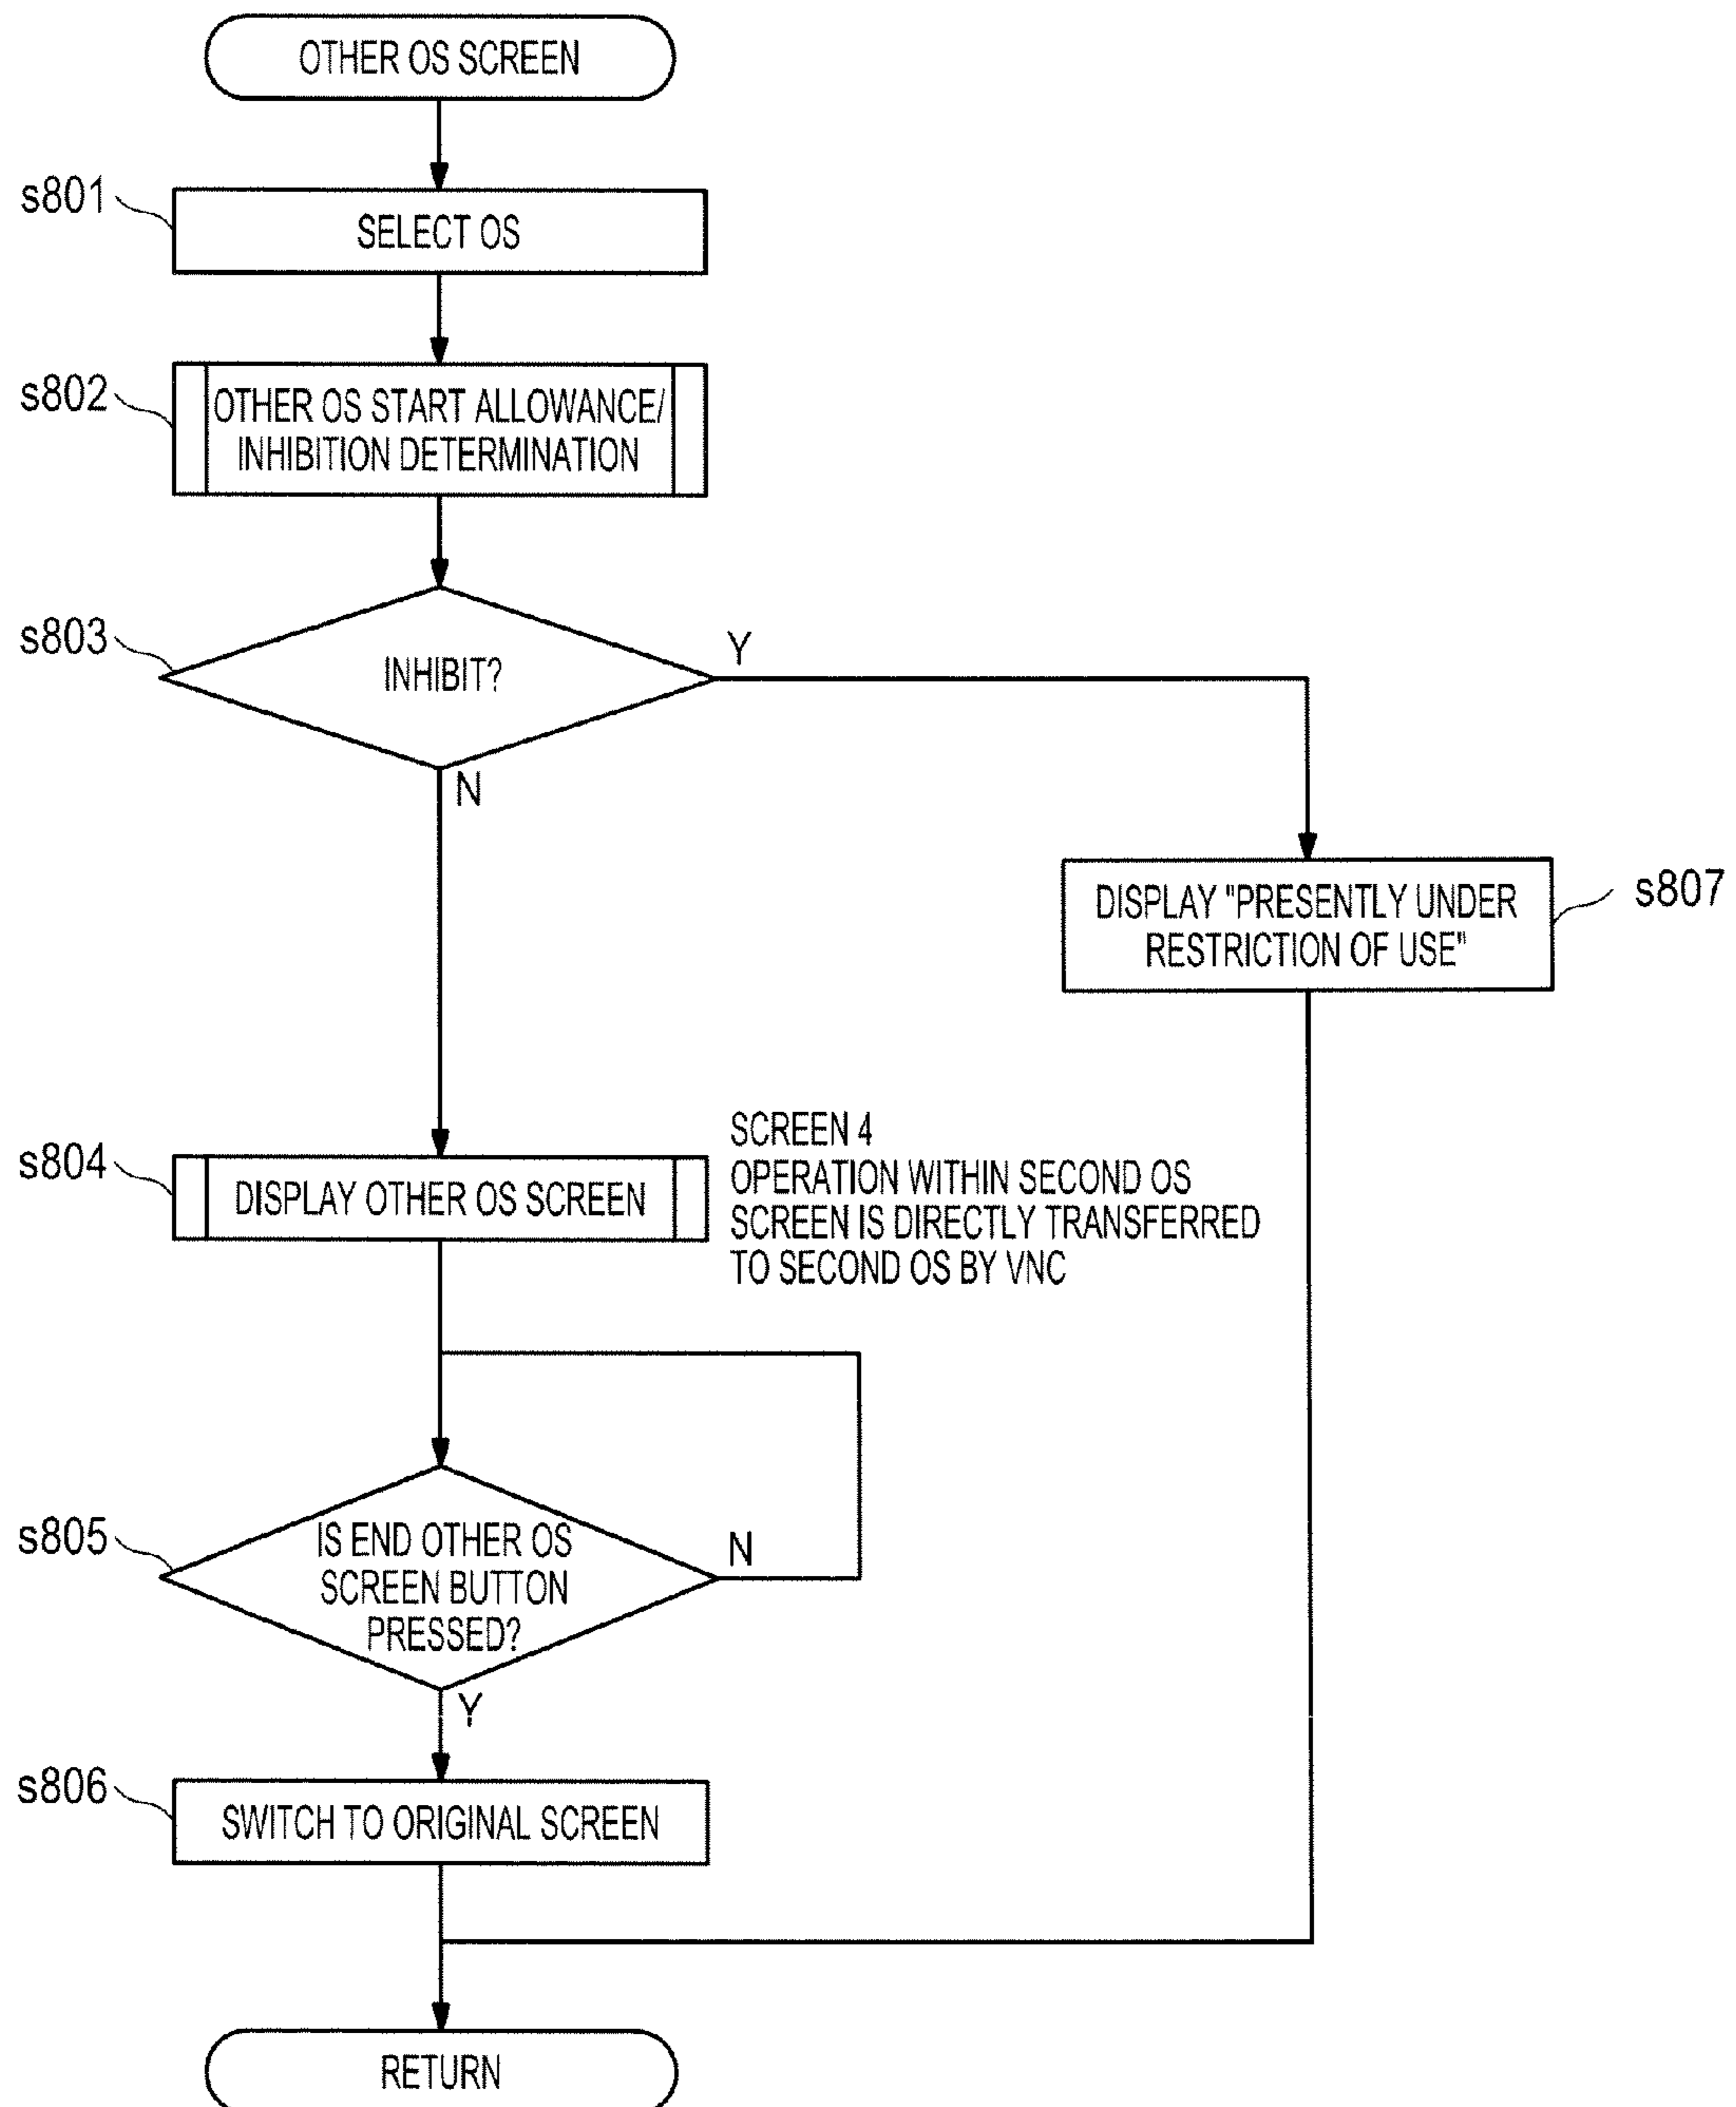 OTHER OS SCREEN
s801
SELECT OS
s802
OTHER OS START ALLOWANCE/
INHIBITION DETERMINATION
s803
INHIBIT?
Y
N
DISPLAY "PRESENTLY UNDER
RESTRICTION OF USE"
s807
s804
DISPLAY OTHER OS SCREEN
SCREEN 4
OPERATION WITHIN SECOND OS
SCREEN IS DIRECTLY TRANSFERRED
TO SECOND OS BY VNC
s805
IS END OTHER OS
SCREEN BUTTON
PRESSED?
N
Y
s806
SWITCH TO ORIGINAL SCREEN
RETURN